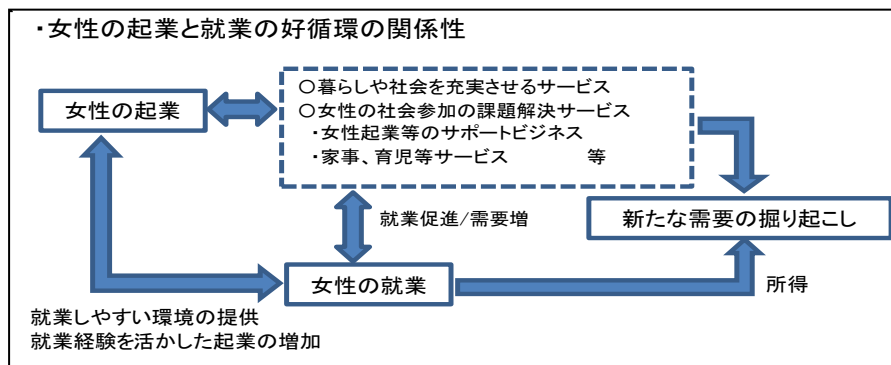 ・女性の起業と就業の好循環の関係性
女性の起業
〇暮らしや社会を充実させるサービス
〇女性の社会参加の課題解決サービス
・女性起業等のサポートビジネス
・家事、育児等サービス　　　等
就業促進/需要増
新たな需要の掘り起こし
女性の就業
所得
就業しやすい環境の提供
就業経験を活かした起業の増加